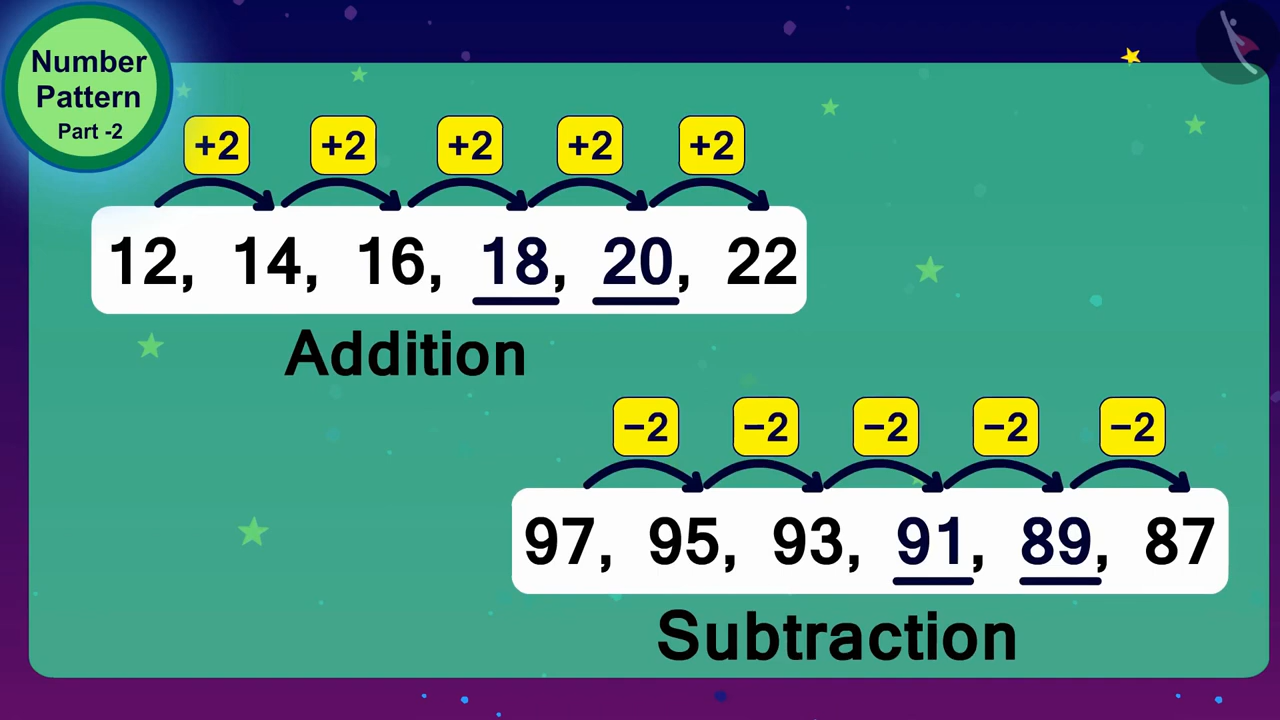 Number
Pattern
Part -2
+2 +2 +2 +2 +2
12, 14, 16, 18, 20, 22
Addition
−2 −2 −2 −2 −2
97, 95, 93, 91, 89, 87
Subtraction